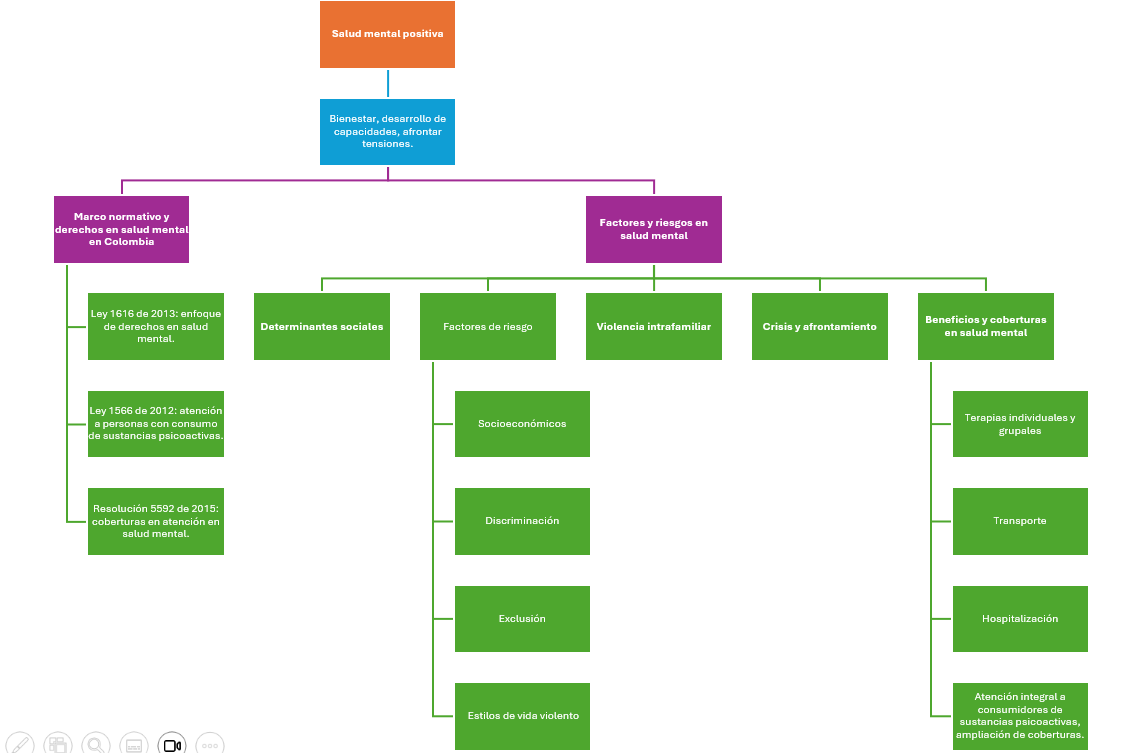 Salud mental positiva
Bienestar, desarrollo de
capacidades, afrontar
tensiones.
Marco normativo y
derechos en salud mental
en Colombia
Factores y riesgos en
salud mental
Ley 1616 de 2013: enfoque
de derechos en salud
mental.
Determinantes sociales
Factores de riesgo
Violencia intrafamiliar
Crisis y afrontamiento
Beneficios y coberturas
en salud mental
Ley 1566 de 2012: atención
a personas con consumo
de sustancias psicoactivas.
Socioeconómicos
Terapias individuales y
grupales
Resolución 5592 de 2015:
coberturas en atención en
salud mental.
Discriminación
Transporte
Exclusión
Hospitalización
Estilos de vida violento
Atención integral a
consumidores de
sustancias psicoactivas,
ampliación de coberturas.